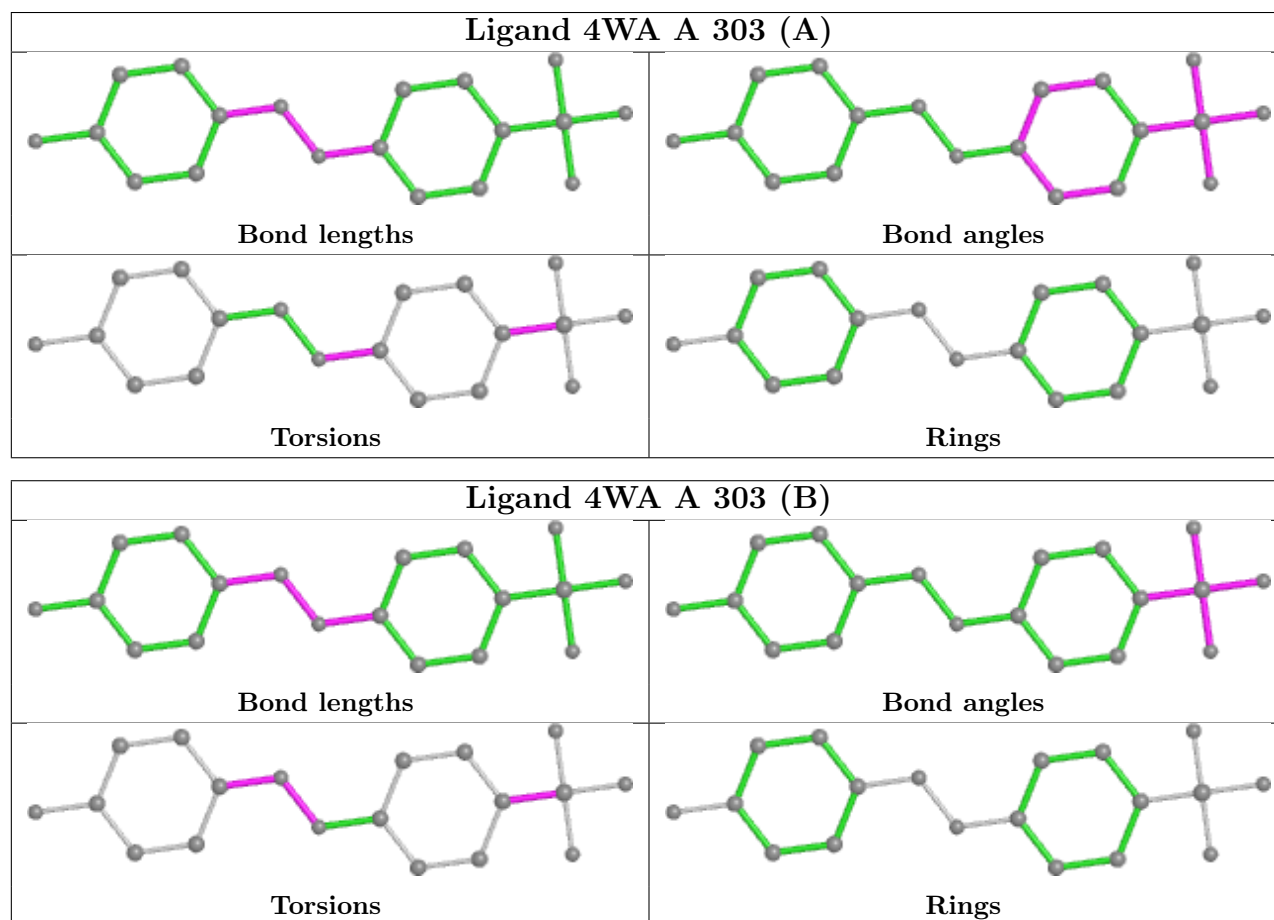 Ligand 4WA A 303 (A)
Bond lengths
Bond angles
Torsions
Rings
Ligand 4WA A 303 (B)
Bond lengths
Bond angles
Torsions
Rings